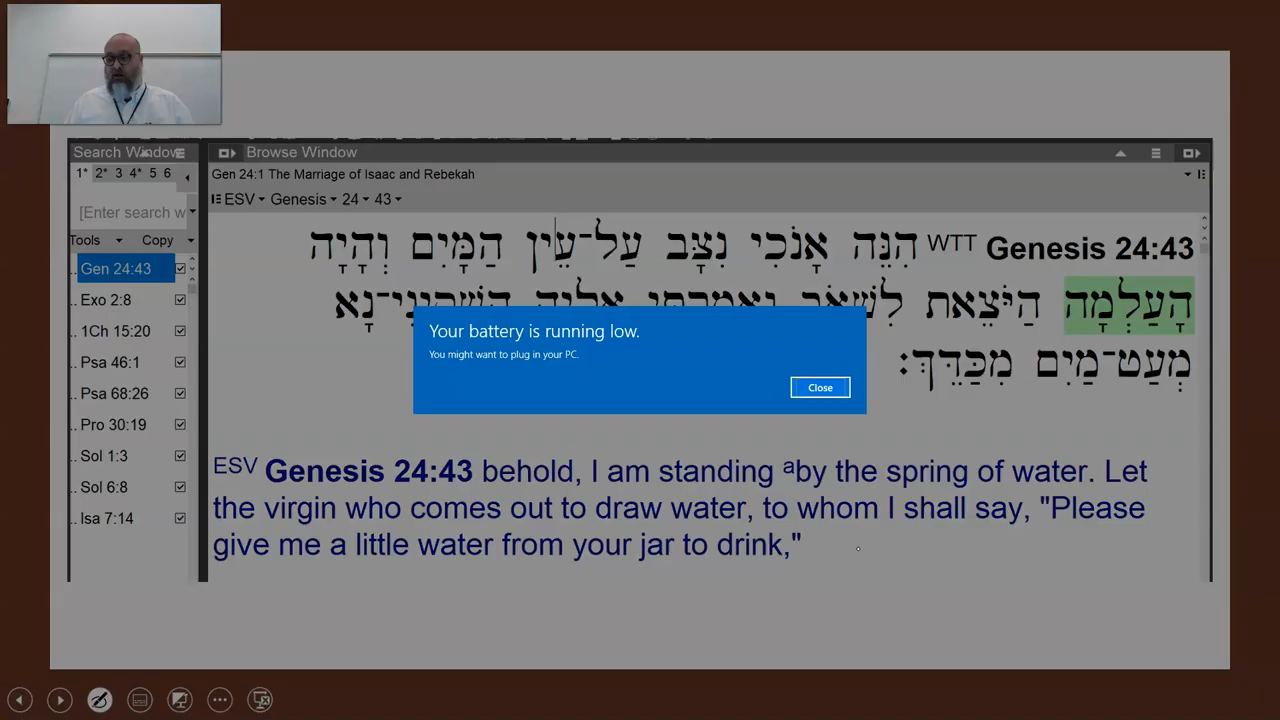 Search Window
Browse Window
1* 2* 3 4* 5 6
Gen 24:1 The Marriage of Isaac and Rebekah
[Enter search w
ESV Genesis 24 43
Tools Copy
Gen 24:43
Exo 2:8
1Ch 15:20
Psa 46:1
Psa 68:26
Pro 30:19
Sol 1:3
Sol 6:8
Isa 7:14
WTT Genesis 24:43 הִנֵּה אָנֹכִי נִצָּב עַל־עֵין הַמָּיִם וְהָיָה
הָעַלְמָה הַיֹּצֵאת לִשְׁאֹב וְאָמַרְתִּי אֵלֶיהָ הַשְׁקִינִי־נָא
מְעַט־מַיִם מִכַּדֵּךְ׃
Your battery is running low.
You might want to plug in your PC.
Close
ESV Genesis 24:43 behold, I am standing aby the spring of water. Let
the virgin who comes out to draw water, to whom I shall say, "Please
give me a little water from your jar to drink,"